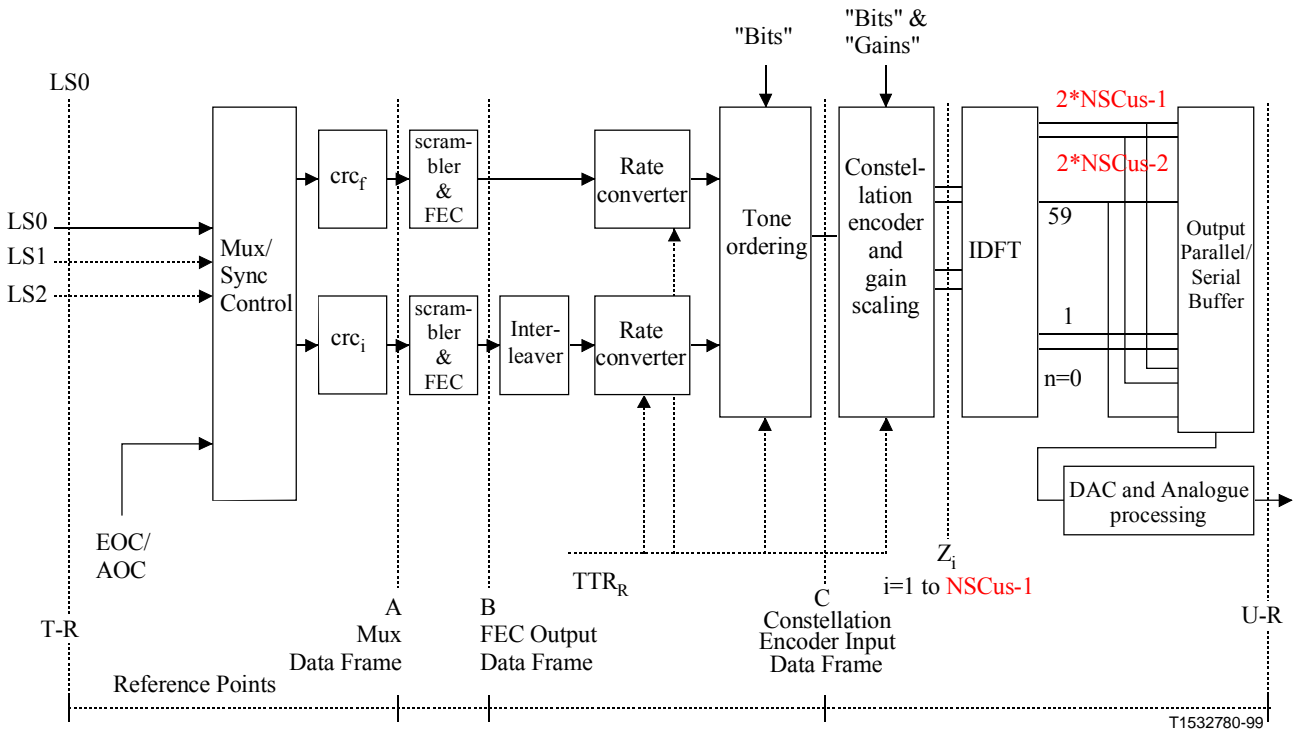 "Bits"
"Bits" &
"Gains"
LS0
2*NSCus-1
2*NSCus-2
LS0
LS1
LS2
Mux/
Sync
Control
crcf
scram-
bler
&
FEC
Rate
converter
Tone
ordering
Constel-
lation
encoder
and
gain
scaling
IDFT
59
Output
Parallel/
Serial
Buffer
crci
scram-
bler
&
FEC
Inter-
leaver
Rate
converter
1
n=0
DAC and Analogue
processing
EOC/
AOC
TTRR
Zi
i=1 to NSCus-1
T-R
A
Mux
Data Frame
B
FEC Output
Data Frame
C
Constellation
Encoder Input
Data Frame
U-R
Reference Points
T1532780-99